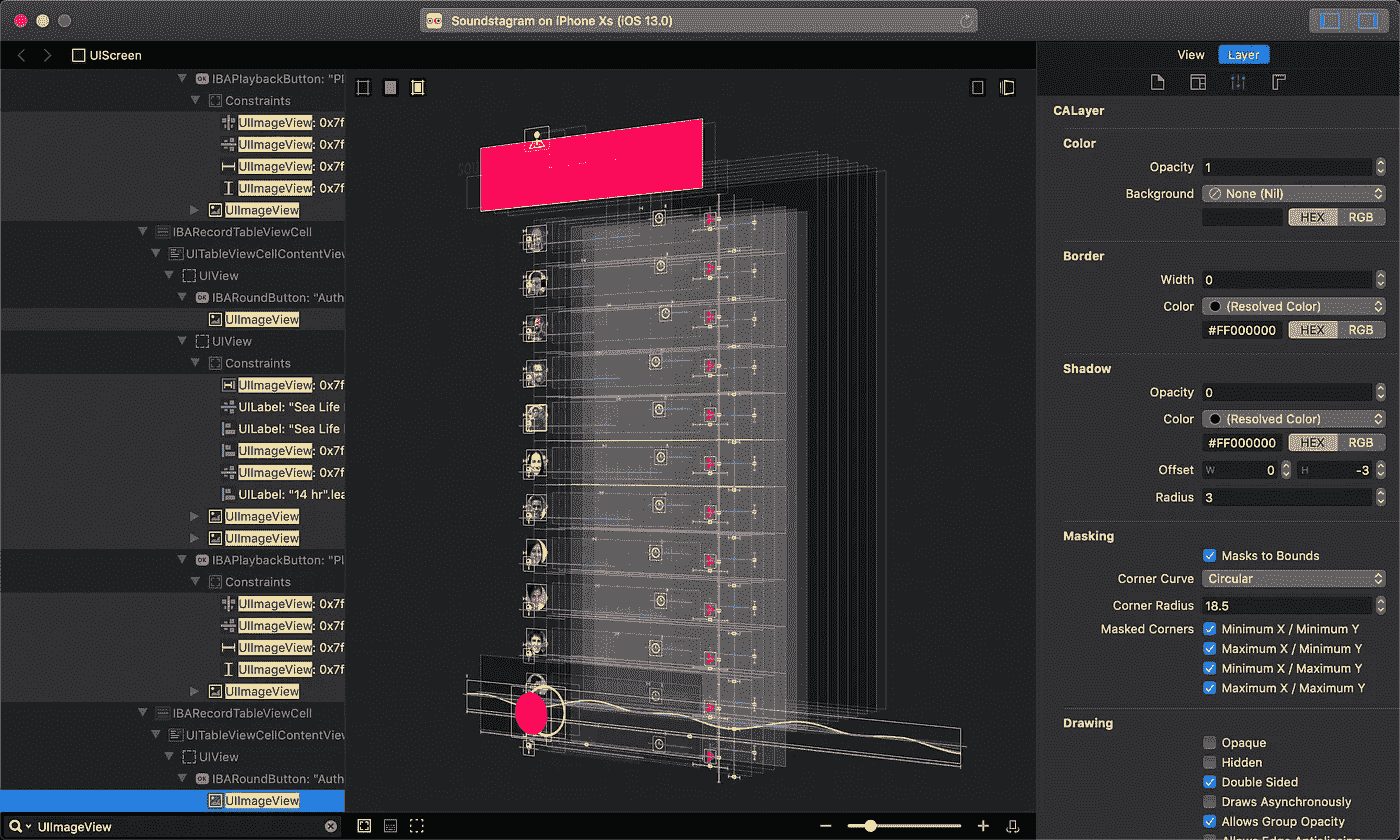 Soundstagram on iPhone Xs (iOS 13.0)
UIScreen
View Layer
IBAPlaybackButton: "Pl
Constraints
UIImageView: 0x7f
UIImageView: 0x7f
UIImageView: 0x7f
UIImageView: 0x7f
UIImageView
IBARecordTableViewCell
UITableViewCellContentView
UIView
IBARoundButton: "Auth
UIImageView
UIView
Constraints
UIImageView: 0x7f
UILabel: "Sea Life
UILabel: "Sea Life
UIImageView: 0x7f
UIImageView: 0x7f
UILabel: "14 hr".lea
UIImageView
UIImageView
IBAPlaybackButton: "Pl
Constraints
UIImageView: 0x7f
UIImageView: 0x7f
UIImageView: 0x7f
UIImageView: 0x7f
UIImageView
IBARecordTableViewCell
UITableViewCellContentView
UIView
IBARoundButton: "Auth
UIImageView
UIImageView
CALayer
Color
Opacity 1
Background None (Nil)
HEX RGB
Border
Width 0
Color (Resolved Color)
#FF000000 HEX RGB
Shadow
Opacity 0
Color (Resolved Color)
#FF000000 HEX RGB
Offset W 0 H -3
Radius 3
Masking
Masks to Bounds
Corner Curve Circular
Corner Radius 18.5
Masked Corners Minimum X / Minimum Y
Maximum X / Minimum Y
Minimum X / Maximum Y
Maximum X / Maximum Y
Drawing
Opaque
Hidden
Double Sided
Draws Asynchronously
Allows Group Opacity
Allows Edge Antialiasing